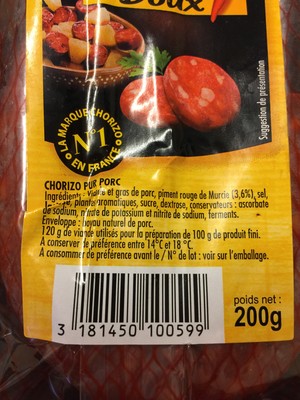 Doux
Suggestion de présentation
LA MARQUE CHORIZO
N°1
EN FRANCE
CHORIZO PUR PORC
Ingrédients : Viande et gras de porc, piment rouge de Murcie (3,6%), sel,
plantes aromatiques, sucre, dextrose, conservateurs : ascorbate
de sodium, nitrate de potassium et nitrite de sodium, ferments.
Enveloppe : boyau naturel de porc.
120 g de viande utilisés pour la préparation de 100 g de produit fini.
A conserver de préférence entre 14°C et 18 °C.
A consommer de préférence avant le / N° de lot : voir sur l'emballage.
poids net :
200g
3 181450 100599